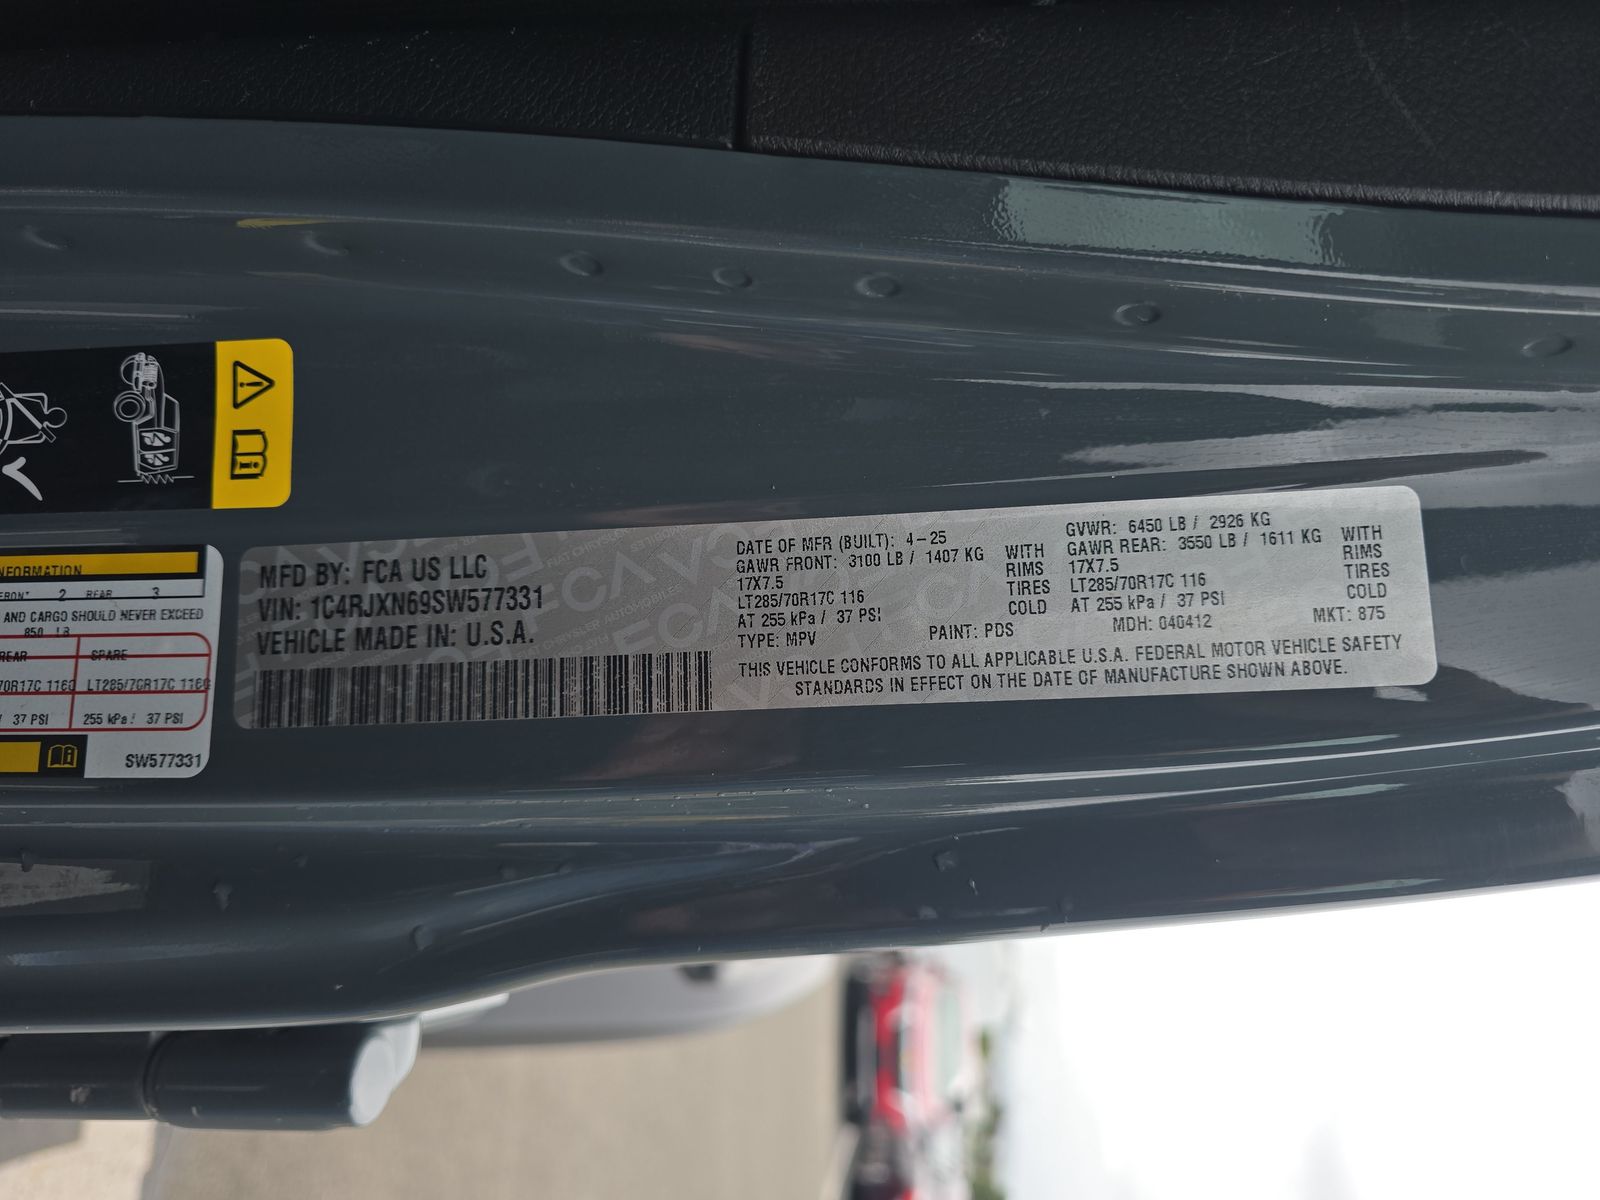 NFORMATION
FRONT 2 REAR 3
AND CARGO SHOULD NEVER EXCEED
850 LB
REAR SPARE
70R17C 116Q LT285/70R17C 116Q
/ 37 PSI 255 kPa / 37 PSI
SW577331
MFD BY: FCA US LLC
VIN: 1C4RJXN69SW577331
VEHICLE MADE IN: U.S.A.
DATE OF MFR (BUILT): 4-25
GAWR FRONT: 3100 LB / 1407 KG WITH
17X7.5 RIMS
LT285/70R17C 116 TIRES
AT 255 kPa / 37 PSI COLD
GVWR: 6450 LB / 2926 KG
GAWR REAR: 3550 LB / 1611 KG WITH
17X7.5 RIMS
LT285/70R17C 116 TIRES
AT 255 kPa / 37 PSI COLD
TYPE: MPV PAINT: PDS MDH: 040412 MKT: 875
THIS VEHICLE CONFORMS TO ALL APPLICABLE U.S.A. FEDERAL MOTOR VEHICLE SAFETY
STANDARDS IN EFFECT ON THE DATE OF MANUFACTURE SHOWN ABOVE.